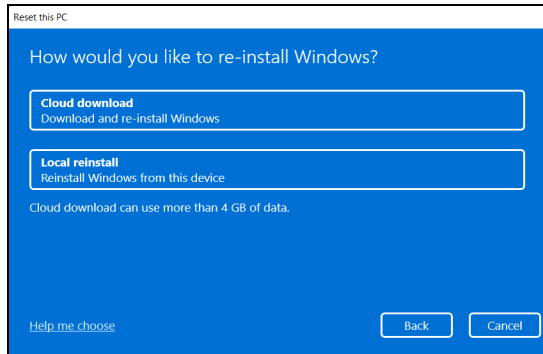 Reset this PC
How would you like to re-install Windows?
Cloud download
Download and re-install Windows
Local reinstall
Reinstall Windows from this device
Cloud download can use more than 4 GB of data.
Help me choose
Back
Cancel